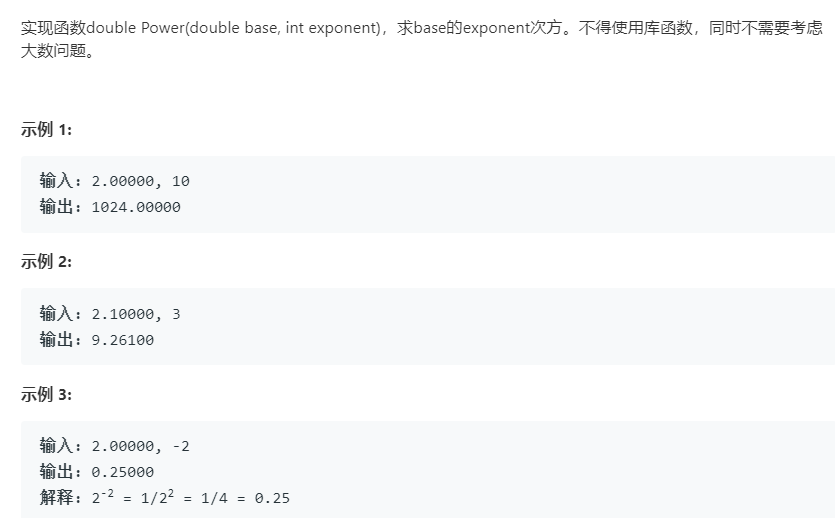 实现函数double Power(double base, int exponent)，求base的exponent次方。不得使用库函数，同时不需要考虑
大数问题。
示例 1:
输入: 2.00000, 10
输出: 1024.00000
示例 2:
输入: 2.10000, 3
输出: 9.26100
示例 3:
输入: 2.00000, -2
输出: 0.25000
解释: 2⁻² = 1/2² = 1/4 = 0.25